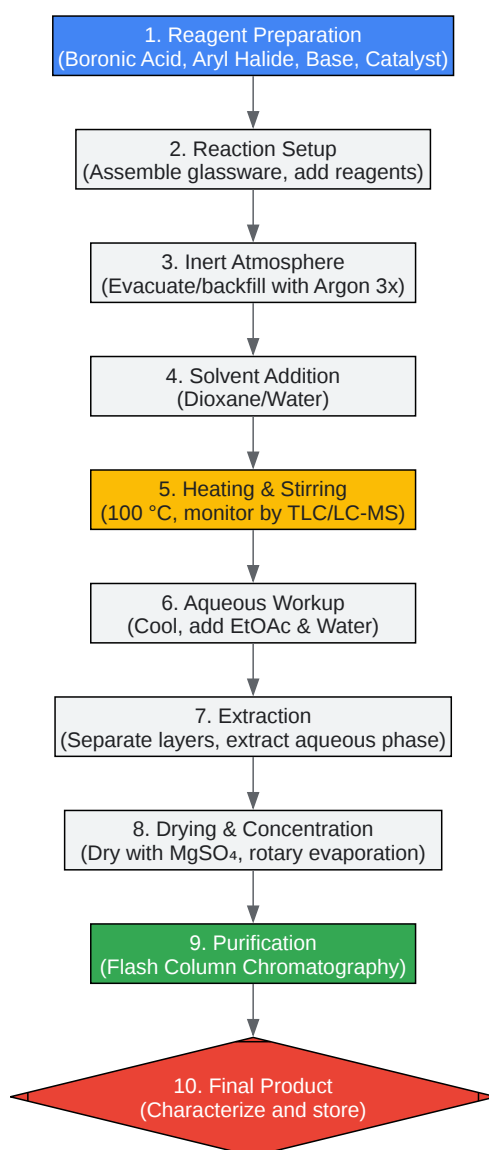 1. Reagent Preparation
(Boronic Acid, Aryl Halide, Base, Catalyst)
2. Reaction Setup
(Assemble glassware, add reagents)
3. Inert Atmosphere
(Evacuate/backfill with Argon 3x)
4. Solvent Addition
(Dioxane/Water)
5. Heating & Stirring
(100 °C, monitor by TLC/LC-MS)
6. Aqueous Workup
(Cool, add EtOAc & Water)
7. Extraction
(Separate layers, extract aqueous phase)
8. Drying & Concentration
(Dry with MgSO₄, rotary evaporation)
9. Purification
(Flash Column Chromatography)
10. Final Product
(Characterize and store)